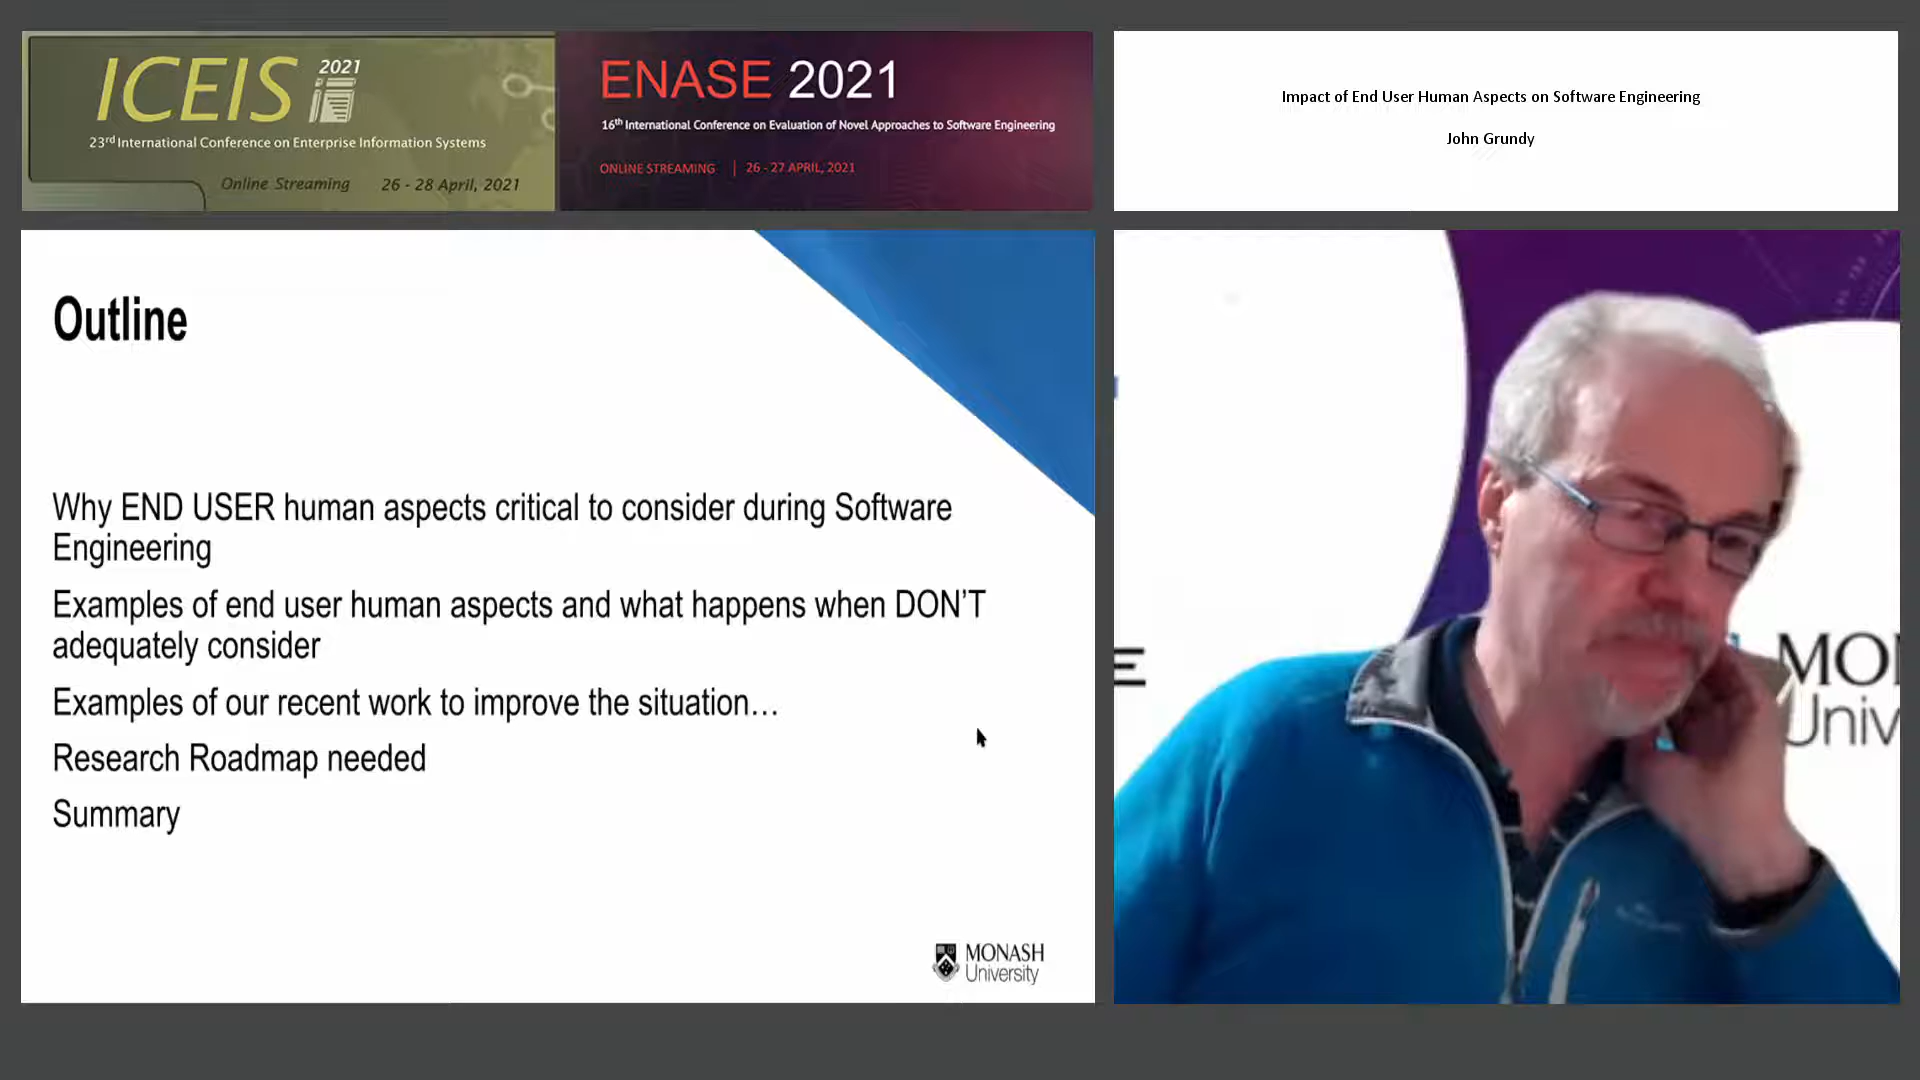 ICEIS 2021
23rd International Conference on Enterprise Information Systems
Online Streaming 26 - 28 April, 2021
ENASE 2021
16th International Conference on Evaluation of Novel Approaches to Software Engineering
ONLINE STREAMING | 26 - 27 APRIL, 2021
Impact of End User Human Aspects on Software Engineering
John Grundy
Outline
Why END USER human aspects critical to consider during Software
Engineering
Examples of end user human aspects and what happens when DON'T
adequately consider
Examples of our recent work to improve the situation…
Research Roadmap needed
Summary
MONASH
University
E
MO
Univ